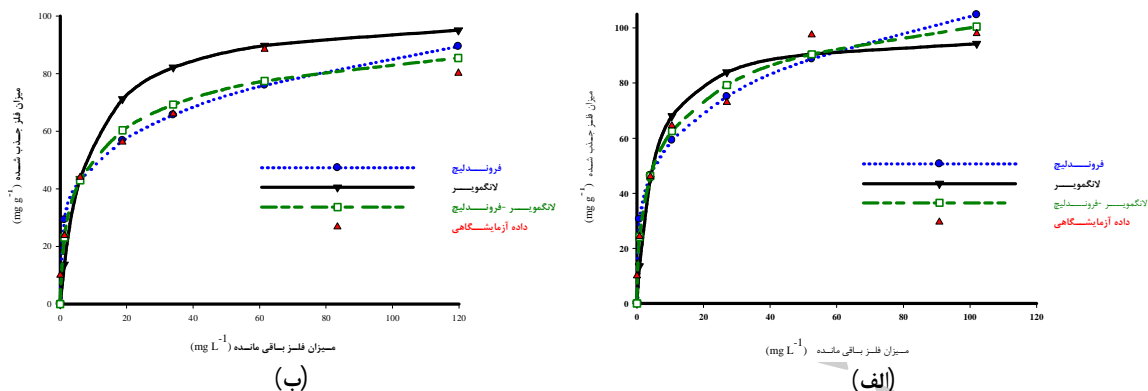 100
80
60
40
20
0
میزان فلز جذب شده (mg g⁻¹)
0 20 40 60 80 100 120
میزان فلز باقی مانده (mg L⁻¹)
فروندلیچ
لانگمویر
لانگمویر -فروندلیچ
داده آزمایشگاهی
(ب)
100
80
60
40
20
0
میزان فلز جذب شده (mg g⁻¹)
0 20 40 60 80 100 120
میزان فلز باقی مانده (mg L⁻¹)
فروندلیچ
لانگمویر
لانگمویر -فروندلیچ
داده آزمایشگاهی
(الف)